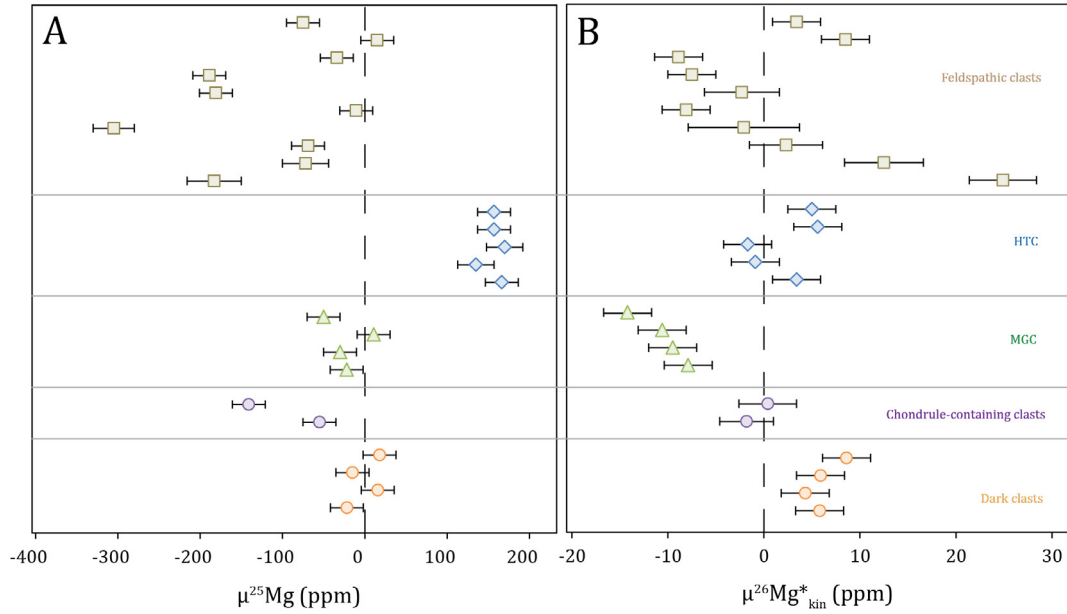 A
B
Feldspathic clasts
HTC
MGC
Chondrule-containing clasts
Dark clasts
-400 -300 -200 -100 0 100 200
-20 -10 0 10 20 30
μ²⁵Mg (ppm)
μ²⁶Mg*kin (ppm)